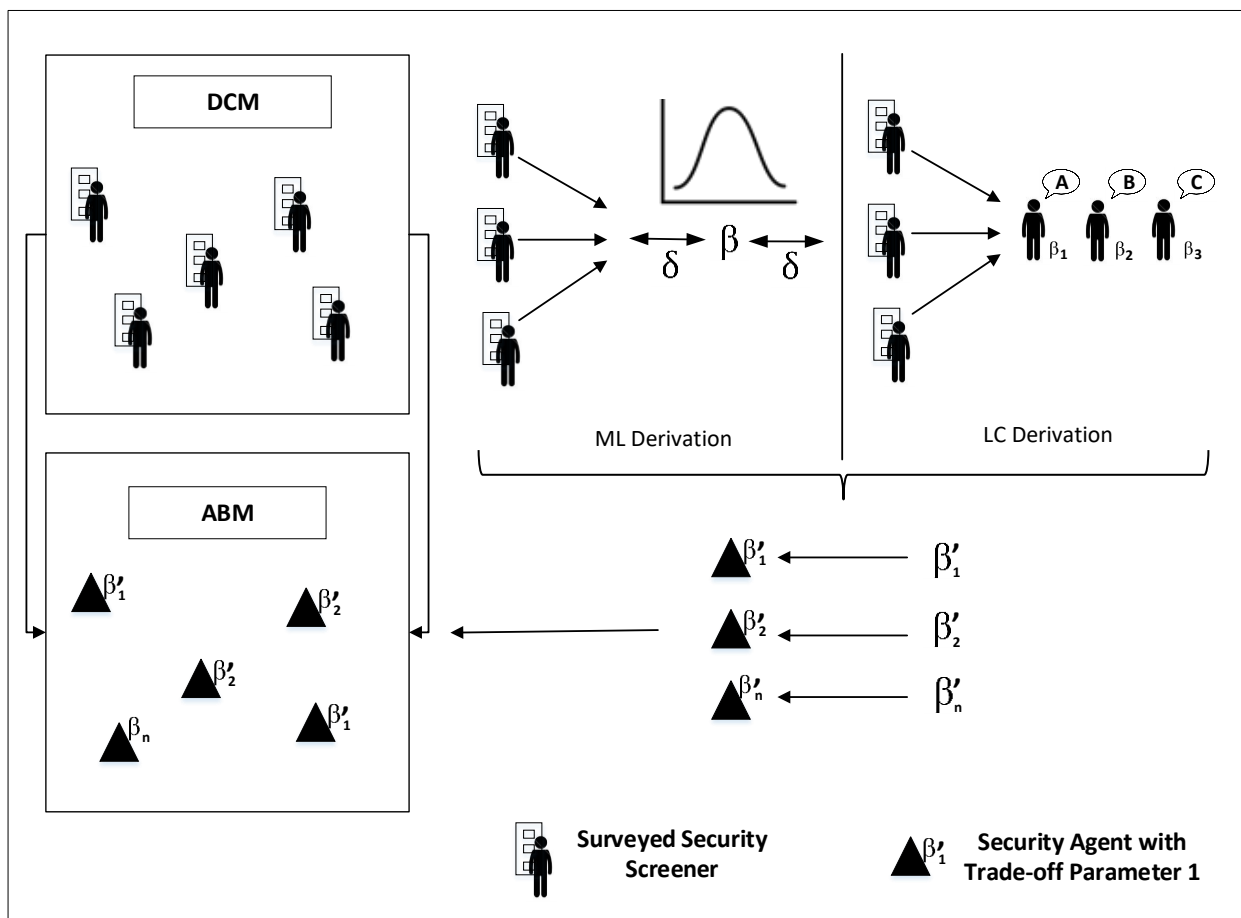 DCM
A
B
C
β
δ
δ
β1
β2
β3
ML Derivation
LC Derivation
ABM
β'1
β'2
β'2
βn
β'1
β'1
β'1
β'2
β'2
β'n
β'n
Surveyed Security
Screener
β'1
Security Agent with
Trade-off Parameter 1